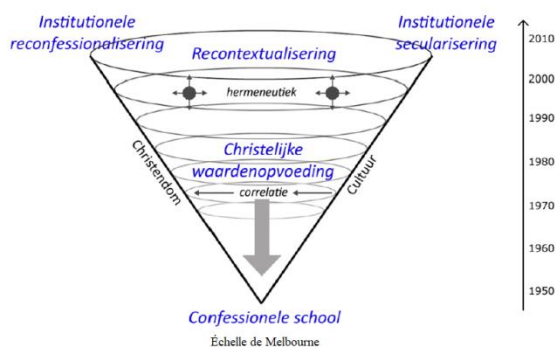 Institutionele
reconfessionalisering
Institutionele
secularisering
Recontextualisering
hermeneutiek
Christelijke
waardenopvoeding
correlatie
Christendom
Cultuur
Confessionele school
Échelle de Melbourne
2010
2000
1990
1980
1970
1960
1950